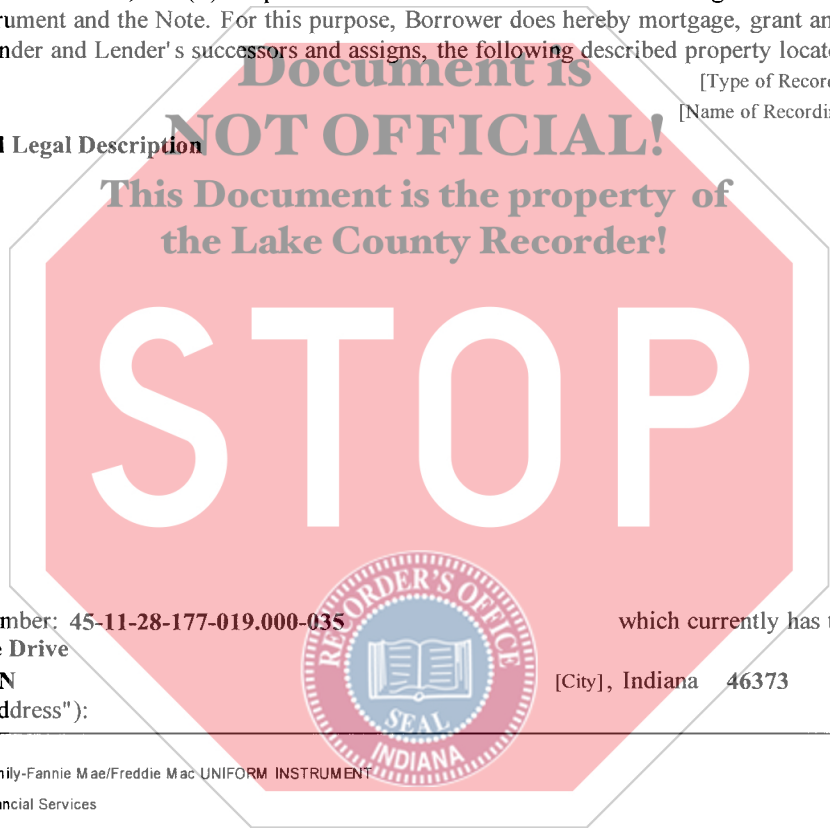 rument and the Note. For this purpose, Borrower does hereby mortgage, grant an
nder and Lender's successors and assigns, the following described property locate
Document is
[Type of Recor
NOT OFFICIAL!
[Name of Recordi
l Legal Description
This Document is the property of
the Lake County Recorder!
STOP
RECORDER'S OFFICE
mber: 45-11-28-177-019.000-035 which currently has t
e Drive
N [City], Indiana 46373
ddress"):
SEAL
INDIANA
nily-Fannie Mae/Freddie Mac UNIFORM INSTRUMENT
ancial Services